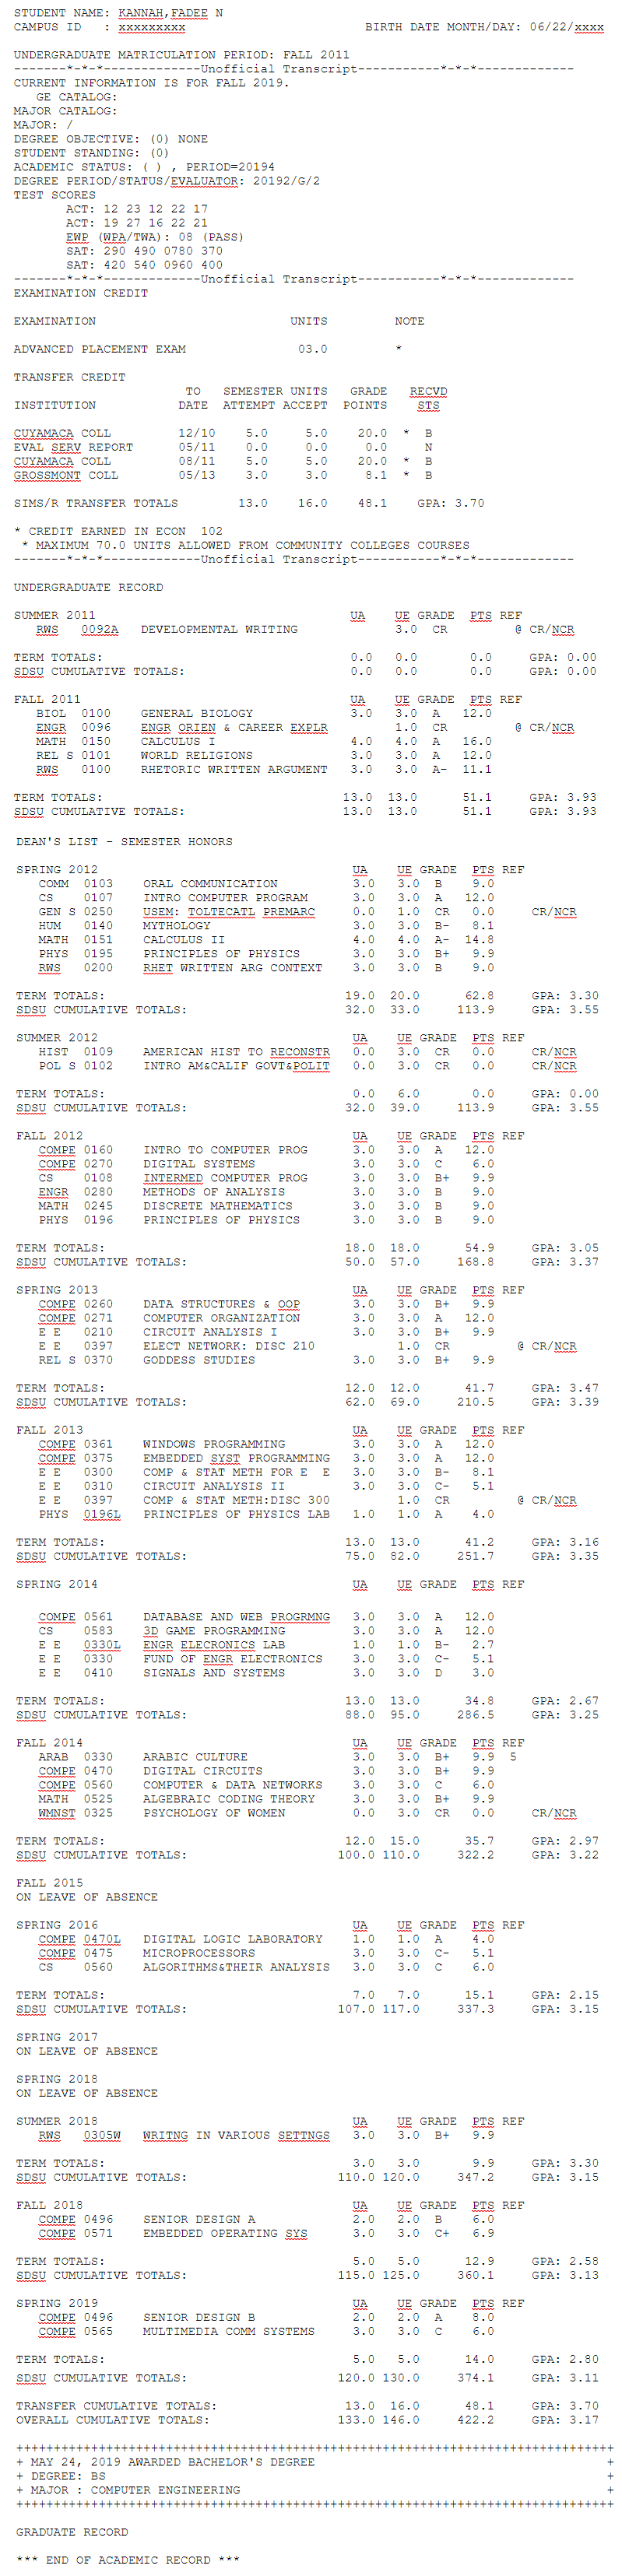 STUDENT NAME: KANNAH,FADEE N
CAMPUS ID : xxxxxxxxx BIRTH DATE MONTH/DAY: 06/22/xxxx
UNDERGRADUATE MATRICULATION PERIOD: FALL 2011
-------*-*-*-------------Unofficial Transcript-----------*-*-*-------------
CURRENT INFORMATION IS FOR FALL 2019.
GE CATALOG:
MAJOR CATALOG:
MAJOR: /
DEGREE OBJECTIVE: (0) NONE
STUDENT STANDING: (0)
ACADEMIC STATUS: ( ) , PERIOD=20194
DEGREE PERIOD/STATUS/EVALUATOR: 20192/G/2
TEST SCORES
ACT: 12 23 12 22 17
ACT: 19 27 16 22 21
EWP (WPA/TWA): 08 (PASS)
SAT: 290 490 0780 370
SAT: 420 540 0960 400
-------*-*-*-------------Unofficial Transcript-----------*-*-*-------------
EXAMINATION CREDIT
EXAMINATION UNITS NOTE
ADVANCED PLACEMENT EXAM 03.0 *
TRANSFER CREDIT
TO SEMESTER UNITS GRADE RECVD
INSTITUTION DATE ATTEMPT ACCEPT POINTS STS
CUYAMACA COLL 12/10 5.0 5.0 20.0 * B
EVAL SERV REPORT 05/11 0.0 0.0 0.0 N
CUYAMACA COLL 08/11 5.0 5.0 20.0 * B
GROSSMONT COLL 05/13 3.0 3.0 8.1 * B
SIMS/R TRANSFER TOTALS 13.0 16.0 48.1 GPA: 3.70
* CREDIT EARNED IN ECON 102
* MAXIMUM 70.0 UNITS ALLOWED FROM COMMUNITY COLLEGES COURSES
-------*-*-*-------------Unofficial Transcript-----------*-*-*-------------
UNDERGRADUATE RECORD
SUMMER 2011 UA UE GRADE PTS REF
RWS 0092A DEVELOPMENTAL WRITING 3.0 CR @ CR/NCR
TERM TOTALS: 0.0 0.0 0.0 GPA: 0.00
SDSU CUMULATIVE TOTALS: 0.0 0.0 0.0 GPA: 0.00
FALL 2011 UA UE GRADE PTS REF
BIOL 0100 GENERAL BIOLOGY 3.0 3.0 A 12.0
ENGR 0096 ENGR ORIEN & CAREER EXPLR 1.0 CR @ CR/NCR
MATH 0150 CALCULUS I 4.0 4.0 A 16.0
REL S 0101 WORLD RELIGIONS 3.0 3.0 A 12.0
RWS 0100 RHETORIC WRITTEN ARGUMENT 3.0 3.0 A- 11.1
TERM TOTALS: 13.0 13.0 51.1 GPA: 3.93
SDSU CUMULATIVE TOTALS: 13.0 13.0 51.1 GPA: 3.93
DEAN'S LIST - SEMESTER HONORS
SPRING 2012 UA UE GRADE PTS REF
COMM 0103 ORAL COMMUNICATION 3.0 3.0 B 9.0
CS 0107 INTRO COMPUTER PROGRAM 3.0 3.0 A 12.0
GEN S 0250 USEM: TOLTECATL PREMARC 0.0 1.0 CR 0.0 CR/NCR
HUM 0140 MYTHOLOGY 3.0 3.0 B- 8.1
MATH 0151 CALCULUS II 4.0 4.0 A- 14.8
PHYS 0195 PRINCIPLES OF PHYSICS 3.0 3.0 B+ 9.9
RWS 0200 RHET WRITTEN ARG CONTEXT 3.0 3.0 B 9.0
TERM TOTALS: 19.0 20.0 62.8 GPA: 3.30
SDSU CUMULATIVE TOTALS: 32.0 33.0 113.9 GPA: 3.55
SUMMER 2012 UA UE GRADE PTS REF
HIST 0109 AMERICAN HIST TO RECONSTR 0.0 3.0 CR 0.0 CR/NCR
POL S 0102 INTRO AM&CALIF GOVT&POLIT 0.0 3.0 CR 0.0 CR/NCR
TERM TOTALS: 0.0 6.0 0.0 GPA: 0.00
SDSU CUMULATIVE TOTALS: 32.0 39.0 113.9 GPA: 3.55
FALL 2012 UA UE GRADE PTS REF
COMPE 0160 INTRO TO COMPUTER PROG 3.0 3.0 A 12.0
COMPE 0270 DIGITAL SYSTEMS 3.0 3.0 C 6.0
CS 0108 INTERMED COMPUTER PROG 3.0 3.0 B+ 9.9
ENGR 0280 METHODS OF ANALYSIS 3.0 3.0 B 9.0
MATH 0245 DISCRETE MATHEMATICS 3.0 3.0 B 9.0
PHYS 0196 PRINCIPLES OF PHYSICS 3.0 3.0 B 9.0
TERM TOTALS: 18.0 18.0 54.9 GPA: 3.05
SDSU CUMULATIVE TOTALS: 50.0 57.0 168.8 GPA: 3.37
SPRING 2013 UA UE GRADE PTS REF
COMPE 0260 DATA STRUCTURES & OOP 3.0 3.0 B+ 9.9
COMPE 0271 COMPUTER ORGANIZATION 3.0 3.0 A 12.0
E E 0210 CIRCUIT ANALYSIS I 3.0 3.0 B+ 9.9
E E 0397 ELECT NETWORK: DISC 210 1.0 CR @ CR/NCR
REL S 0370 GODDESS STUDIES 3.0 3.0 B+ 9.9
TERM TOTALS: 12.0 12.0 41.7 GPA: 3.47
SDSU CUMULATIVE TOTALS: 62.0 69.0 210.5 GPA: 3.39
FALL 2013 UA UE GRADE PTS REF
COMPE 0361 WINDOWS PROGRAMMING 3.0 3.0 A 12.0
COMPE 0375 EMBEDDED SYST PROGRAMMING 3.0 3.0 A 12.0
E E 0300 COMP & STAT METH FOR E E 3.0 3.0 B- 8.1
E E 0310 CIRCUIT ANALYSIS II 3.0 3.0 C- 5.1
E E 0397 COMP & STAT METH:DISC 300 1.0 CR @ CR/NCR
PHYS 0196L PRINCIPLES OF PHYSICS LAB 1.0 1.0 A 4.0
TERM TOTALS: 13.0 13.0 41.2 GPA: 3.16
SDSU CUMULATIVE TOTALS: 75.0 82.0 251.7 GPA: 3.35
SPRING 2014 UA UE GRADE PTS REF
COMPE 0561 DATABASE AND WEB PROGRMNG 3.0 3.0 A 12.0
CS 0583 3D GAME PROGRAMMING 3.0 3.0 A 12.0
E E 0330L ENGR ELECRONICS LAB 1.0 1.0 B- 2.7
E E 0330 FUND OF ENGR ELECTRONICS 3.0 3.0 C- 5.1
E E 0410 SIGNALS AND SYSTEMS 3.0 3.0 D 3.0
TERM TOTALS: 13.0 13.0 34.8 GPA: 2.67
SDSU CUMULATIVE TOTALS: 88.0 95.0 286.5 GPA: 3.25
FALL 2014 UA UE GRADE PTS REF
ARAB 0330 ARABIC CULTURE 3.0 3.0 B+ 9.9 5
COMPE 0470 DIGITAL CIRCUITS 3.0 3.0 B+ 9.9
COMPE 0560 COMPUTER & DATA NETWORKS 3.0 3.0 C 6.0
MATH 0525 ALGEBRAIC CODING THEORY 3.0 3.0 B+ 9.9
WMNST 0325 PSYCHOLOGY OF WOMEN 0.0 3.0 CR 0.0 CR/NCR
TERM TOTALS: 12.0 15.0 35.7 GPA: 2.97
SDSU CUMULATIVE TOTALS: 100.0 110.0 322.2 GPA: 3.22
FALL 2015
ON LEAVE OF ABSENCE
SPRING 2016 UA UE GRADE PTS REF
COMPE 0470L DIGITAL LOGIC LABORATORY 1.0 1.0 A 4.0
COMPE 0475 MICROPROCESSORS 3.0 3.0 C- 5.1
CS 0560 ALGORITHMS&THEIR ANALYSIS 3.0 3.0 C 6.0
TERM TOTALS: 7.0 7.0 15.1 GPA: 2.15
SDSU CUMULATIVE TOTALS: 107.0 117.0 337.3 GPA: 3.15
SPRING 2017
ON LEAVE OF ABSENCE
SPRING 2018
ON LEAVE OF ABSENCE
SUMMER 2018 UA UE GRADE PTS REF
RWS 0305W WRITNG IN VARIOUS SETTNGS 3.0 3.0 B+ 9.9
TERM TOTALS: 3.0 3.0 9.9 GPA: 3.30
SDSU CUMULATIVE TOTALS: 110.0 120.0 347.2 GPA: 3.15
FALL 2018 UA UE GRADE PTS REF
COMPE 0496 SENIOR DESIGN A 2.0 2.0 B 6.0
COMPE 0571 EMBEDDED OPERATING SYS 3.0 3.0 C+ 6.9
TERM TOTALS: 5.0 5.0 12.9 GPA: 2.58
SDSU CUMULATIVE TOTALS: 115.0 125.0 360.1 GPA: 3.13
SPRING 2019 UA UE GRADE PTS REF
COMPE 0496 SENIOR DESIGN B 2.0 2.0 A 8.0
COMPE 0565 MULTIMEDIA COMM SYSTEMS 3.0 3.0 C 6.0
TERM TOTALS: 5.0 5.0 14.0 GPA: 2.80
SDSU CUMULATIVE TOTALS: 120.0 130.0 374.1 GPA: 3.11
TRANSFER CUMULATIVE TOTALS: 13.0 16.0 48.1 GPA: 3.70
OVERALL CUMULATIVE TOTALS: 133.0 146.0 422.2 GPA: 3.17
++++++++++++++++++++++++++++++++++++++++++++++++++++++++++++++++++++++++++++++++
+ MAY 24, 2019 AWARDED BACHELOR'S DEGREE +
+ DEGREE: BS +
+ MAJOR : COMPUTER ENGINEERING +
++++++++++++++++++++++++++++++++++++++++++++++++++++++++++++++++++++++++++++++++
GRADUATE RECORD
*** END OF ACADEMIC RECORD ***